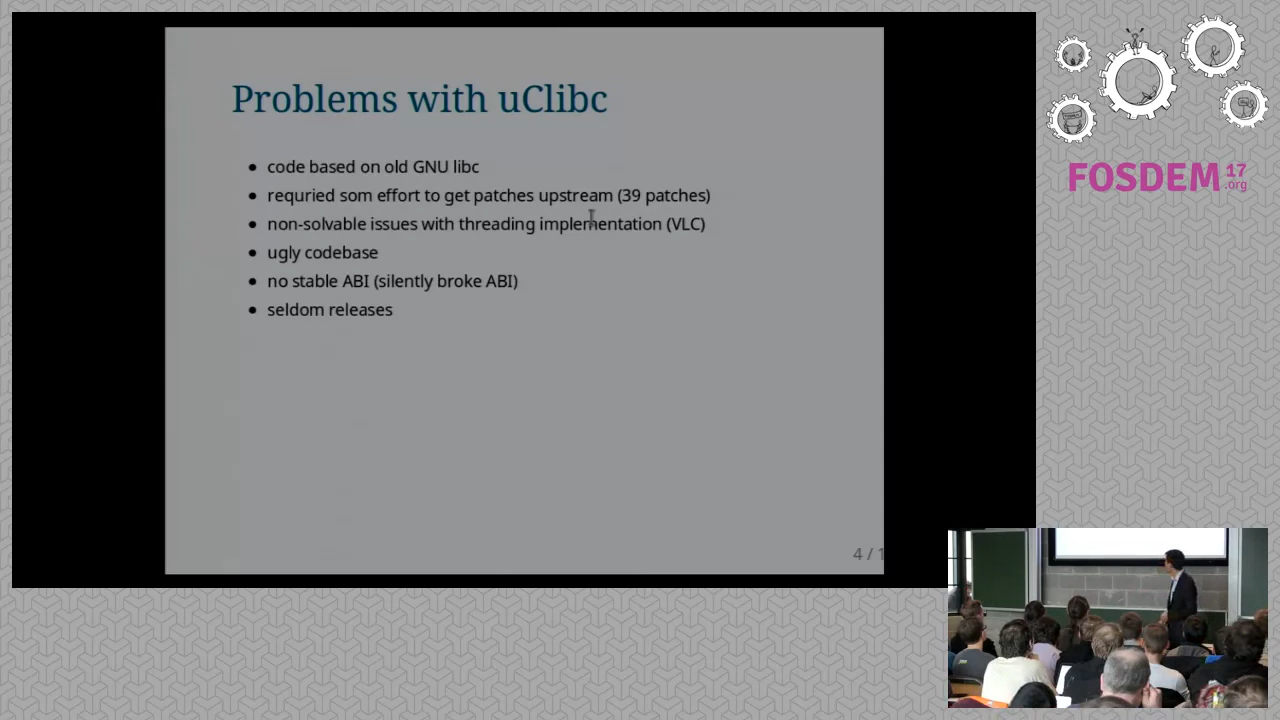 Problems with uClibc
code based on old GNU libc
requried som effort to get patches upstream (39 patches)
non-solvable issues with threading implementation (VLC)
ugly codebase
no stable ABI (silently broke ABI)
seldom releases
4 / 1
FOSDEM 17
.org